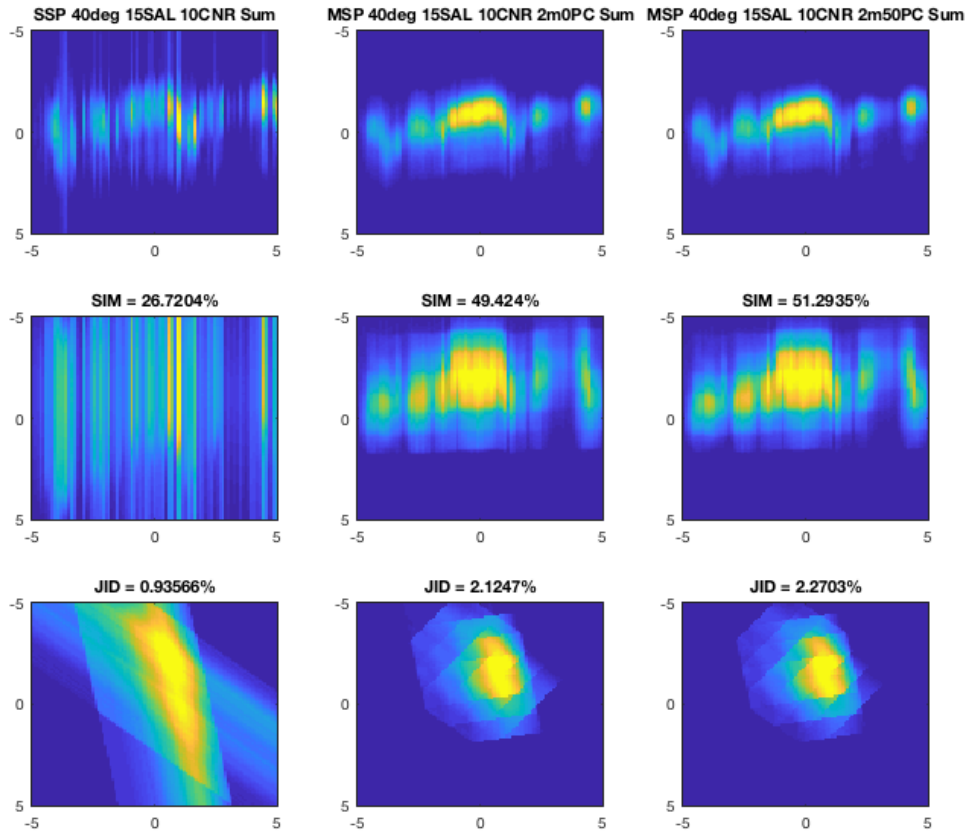 SSP 40deg 15SAL 10CNR Sum
MSP 40deg 15SAL 10CNR 2m0PC Sum
MSP 40deg 15SAL 10CNR 2m50PC Sum
-5
0
5
-5 0 5
-5
0
5
-5 0 5
-5
0
5
-5 0 5
SIM = 26.7204%
SIM = 49.424%
SIM = 51.2935%
-5
0
5
-5 0 5
-5
0
5
-5 0 5
-5
0
5
-5 0 5
JID = 0.93566%
JID = 2.1247%
JID = 2.2703%
-5
0
5
-5 0 5
-5
0
5
-5 0 5
-5
0
5
-5 0 5